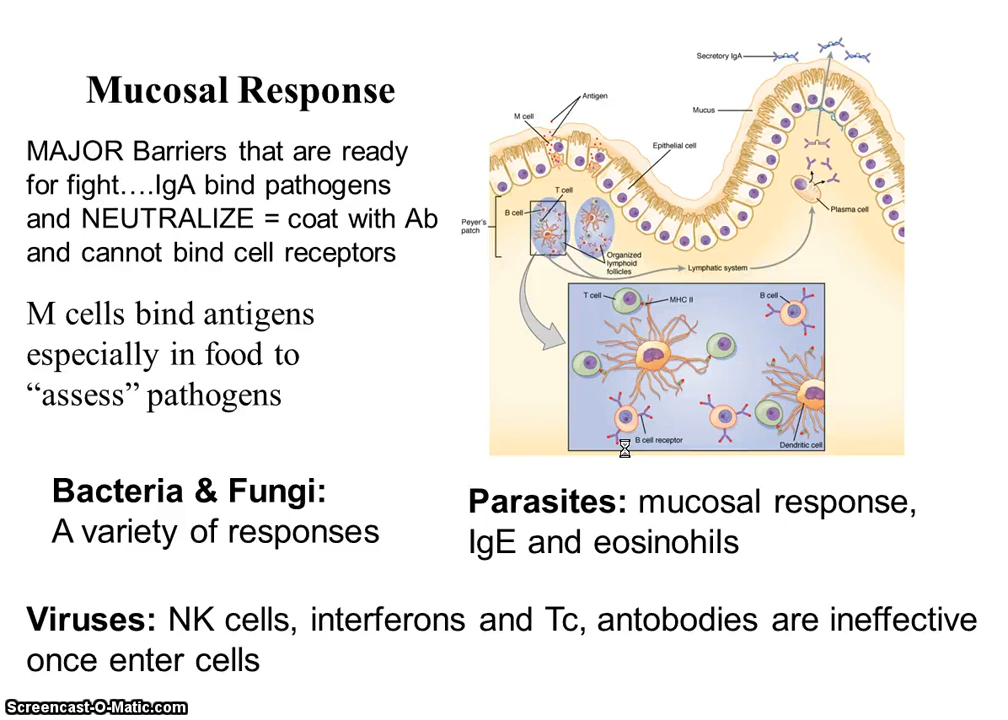 Mucosal Response
MAJOR Barriers that are ready
for fight….IgA bind pathogens
and NEUTRALIZE = coat with Ab
and cannot bind cell receptors
M cells bind antigens
especially in food to
“assess” pathogens
Secretory IgA
Antigen
Mucus
M cell
Epithelial cell
T cell
B cell
Plasma cell
Peyer's
patch
Organized
lymphoid
follicles
Lymphatic system
T cell
MHC II
B cell
B cell receptor
Dendritic cell
Bacteria & Fungi:
A variety of responses
Parasites: mucosal response,
IgE and eosinohils
Viruses: NK cells, interferons and Tc, antobodies are ineffective
once enter cells
Screencast-O-Matic.com